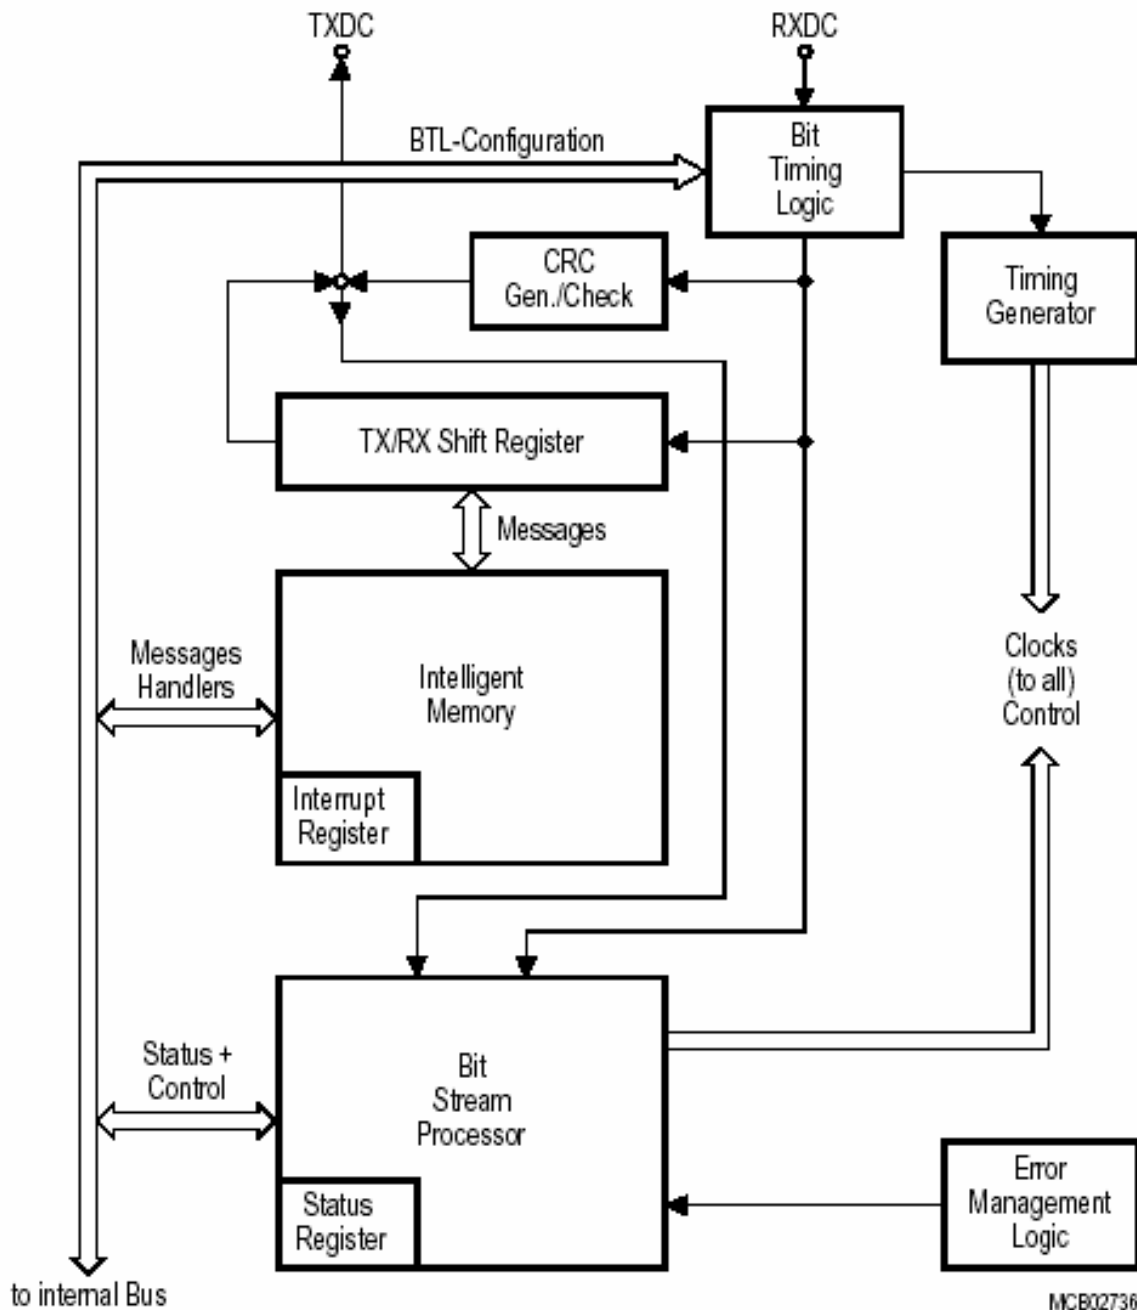 TXDC
RXDC
BTL-Configuration
Bit
Timing
Logic
CRC
Gen./Check
Timing
Generator
TX/RX Shift Register
Messages
Messages
Handlers
Intelligent
Memory
Clocks
(to all)
Control
Interrupt
Register
Status +
Control
Bit
Stream
Processor
Error
Management
Logic
Status
Register
to internal Bus
MCB02736